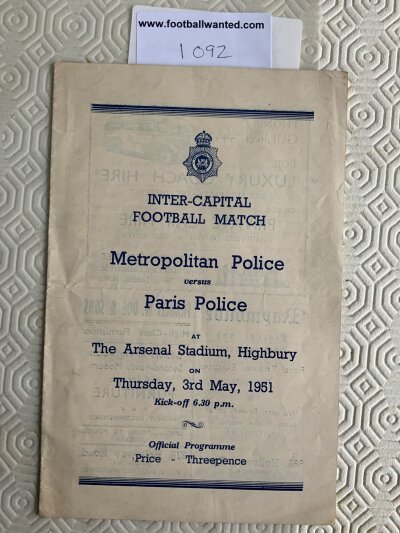 www.footballwanted.com
1092
INTER-CAPITAL
FOOTBALL MATCH
Metropolitan Police
versus
Paris Police
AT
The Arsenal Stadium, Highbury
ON
Thursday, 3rd May, 1951
Kick-off 6.30 p.m.
Official Programme
Price - Threepence